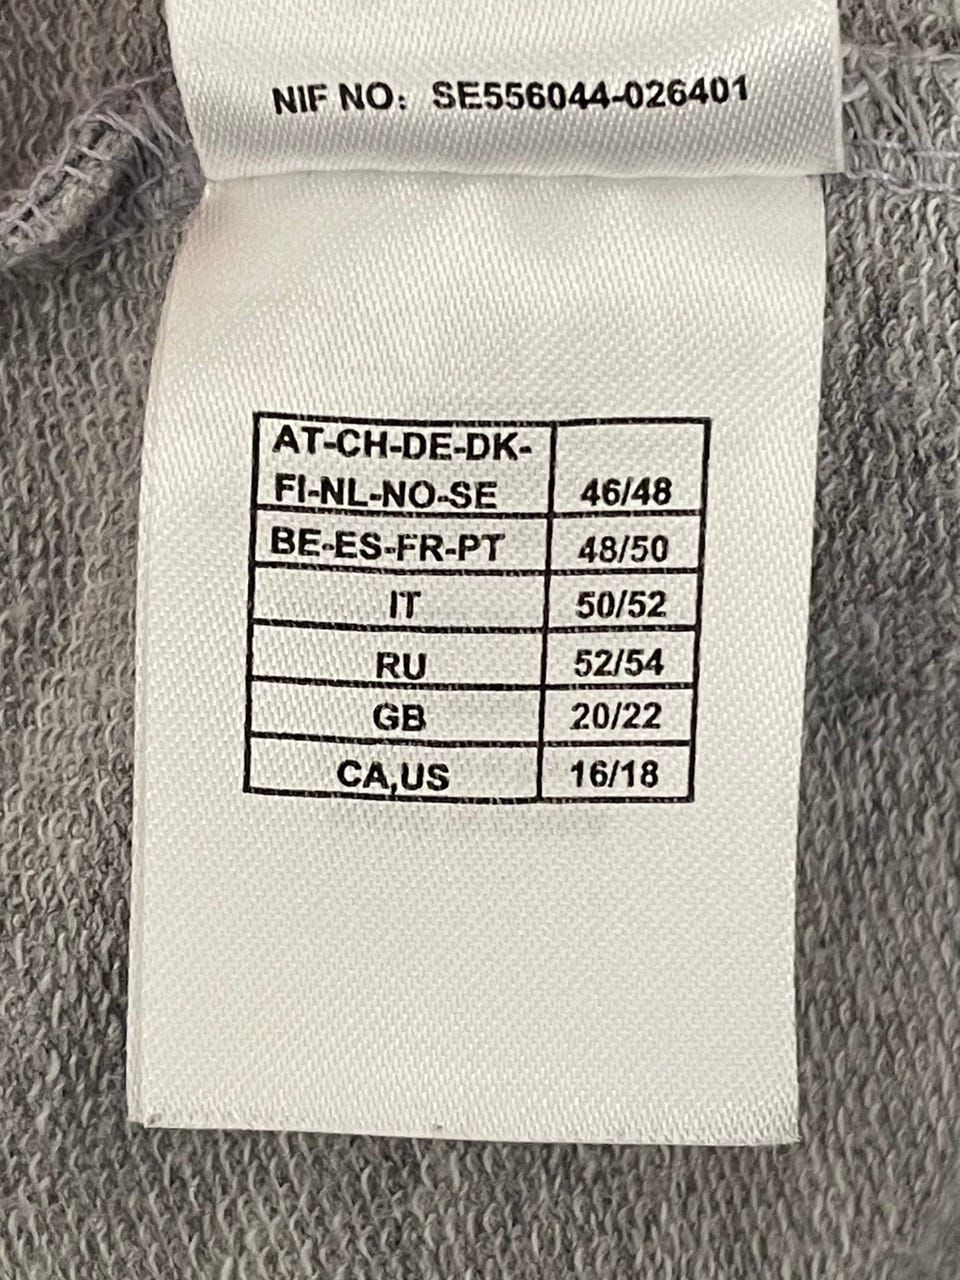 NIF NO: SE556044-026401
AT-CH-DE-DK-
FI-NL-NO-SE 46/48
BE-ES-FR-PT 48/50
IT 50/52
RU 52/54
GB 20/22
CA,US 16/18